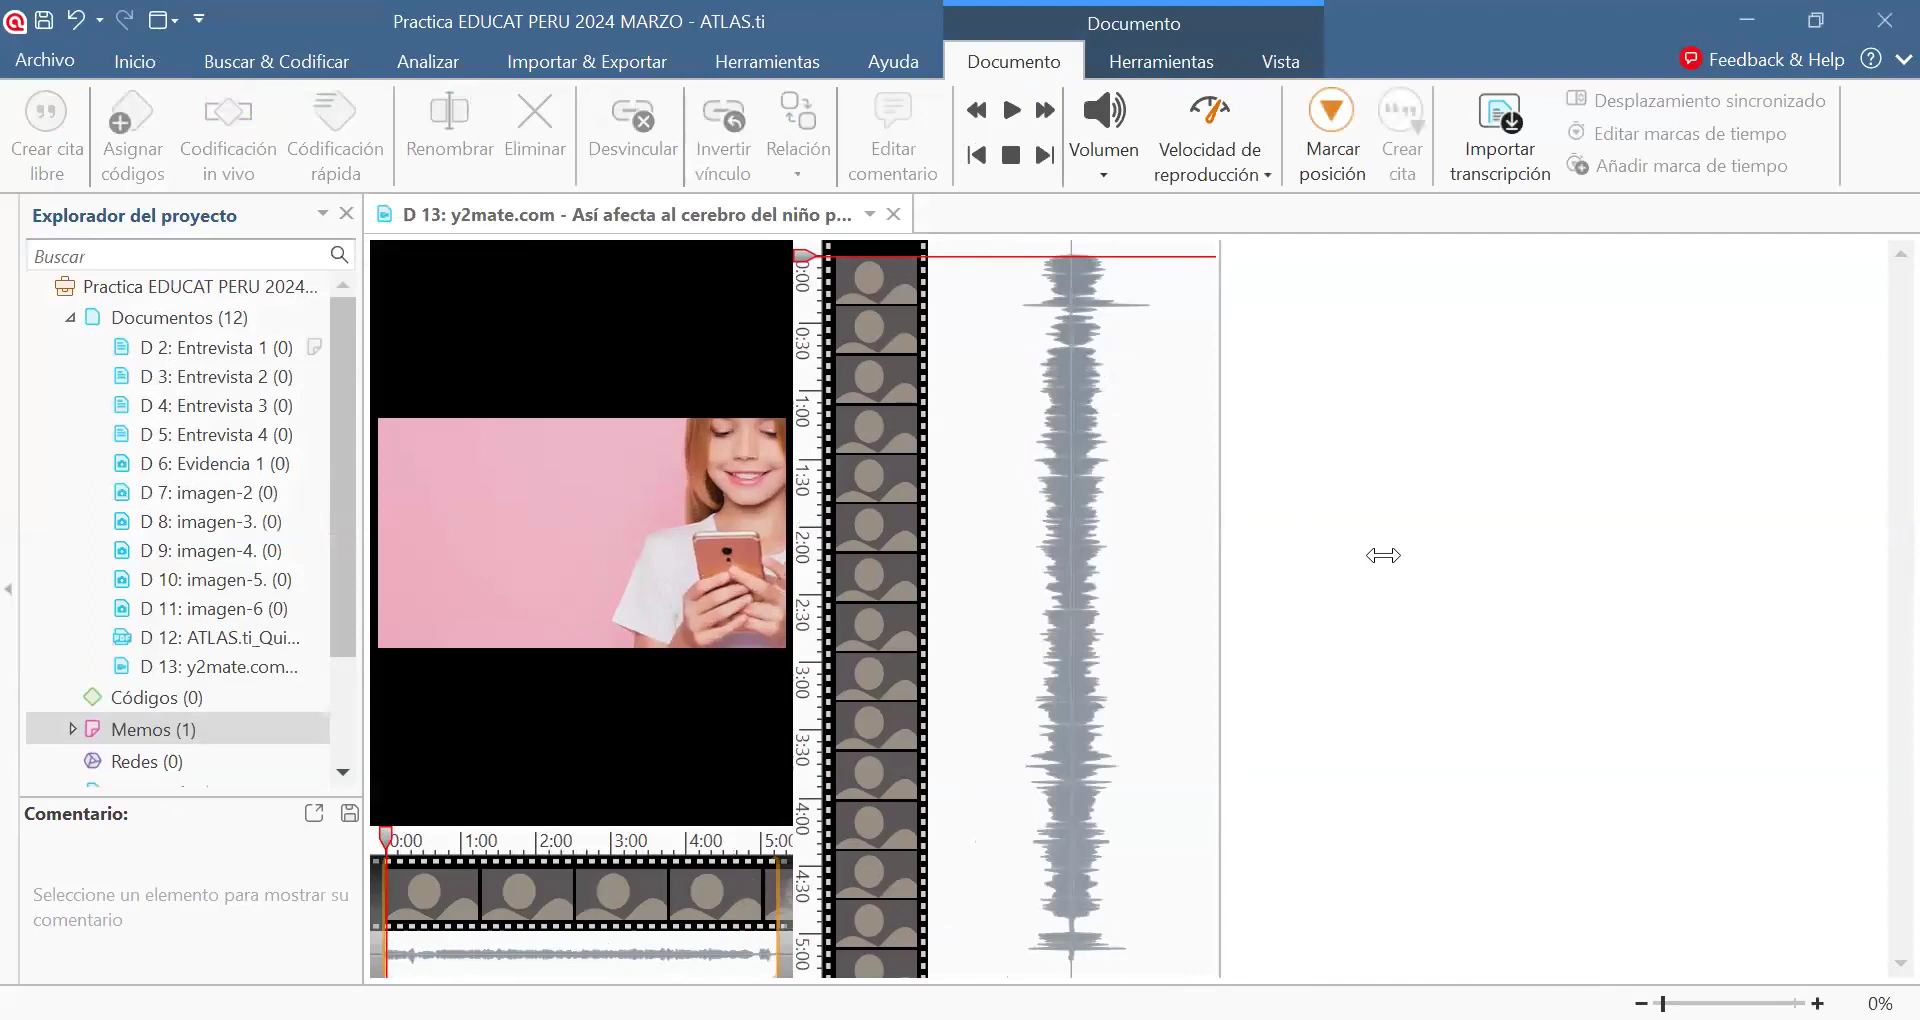 Practica EDUCAT PERU 2024 MARZO - ATLAS.ti
Documento
Archivo
Inicio
Buscar & Codificar
Analizar
Importar & Exportar
Herramientas
Ayuda
Documento
Herramientas
Vista
Feedback & Help
Crear cita
libre
Asignar
códigos
Codificación
in vivo
Códificación
rápida
Renombrar
Eliminar
Desvincular
Invertir
vínculo
Relación
Editar
comentario
Volumen
Velocidad de
reproducción
Marcar
posición
Crear
cita
Importar
transcripción
Desplazamiento sincronizado
Editar marcas de tiempo
Añadir marca de tiempo
Explorador del proyecto
D 13: y2mate.com - Así afecta al cerebro del niño p...
Buscar
Practica EDUCAT PERU 2024...
Documentos (12)
D 2: Entrevista 1 (0)
D 3: Entrevista 2 (0)
D 4: Entrevista 3 (0)
D 5: Entrevista 4 (0)
D 6: Evidencia 1 (0)
D 7: imagen-2 (0)
D 8: imagen-3. (0)
D 9: imagen-4. (0)
D 10: imagen-5. (0)
D 11: imagen-6 (0)
D 12: ATLAS.ti_Qui...
D 13: y2mate.com...
Códigos (0)
Memos (1)
Redes (0)
Comentario:
Seleccione un elemento para mostrar su
comentario
0:00
1:00
2:00
3:00
4:00
5:00
0:00
0:30
1:00
1:30
2:00
2:30
3:00
3:30
4:00
4:30
5:00
0%